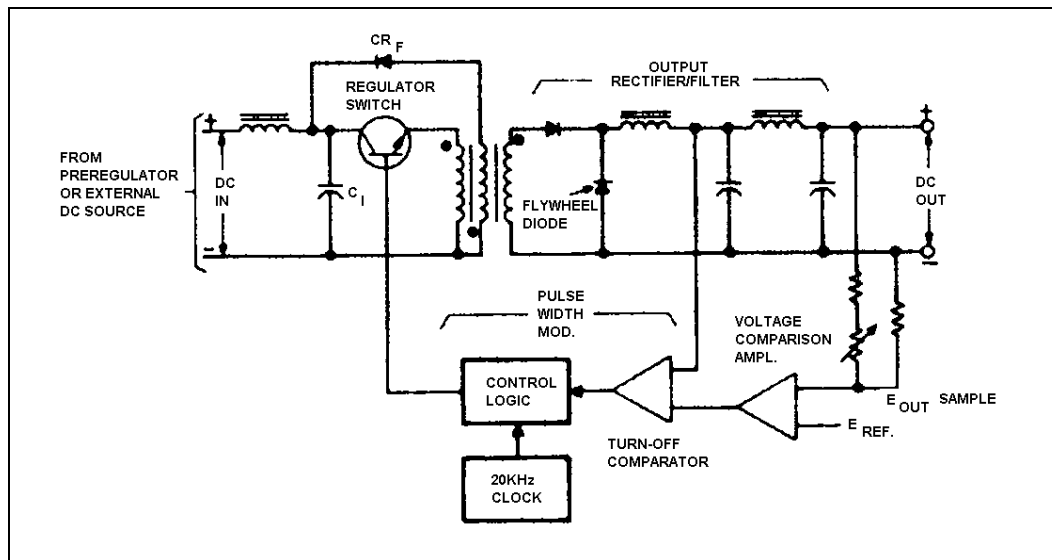 CR F
REGULATOR
SWITCH
OUTPUT
RECTIFIER/FILTER
+
+
FROM
PREREGULATOR
OR EXTERNAL
DC SOURCE
DC
IN
C I
FLYWHEEL
DIODE
DC
OUT
−
−
PULSE
WIDTH
MOD.
VOLTAGE
COMPARISON
AMPL.
CONTROL
LOGIC
E OUT SAMPLE
E REF.
TURN-OFF
COMPARATOR
20KHz
CLOCK